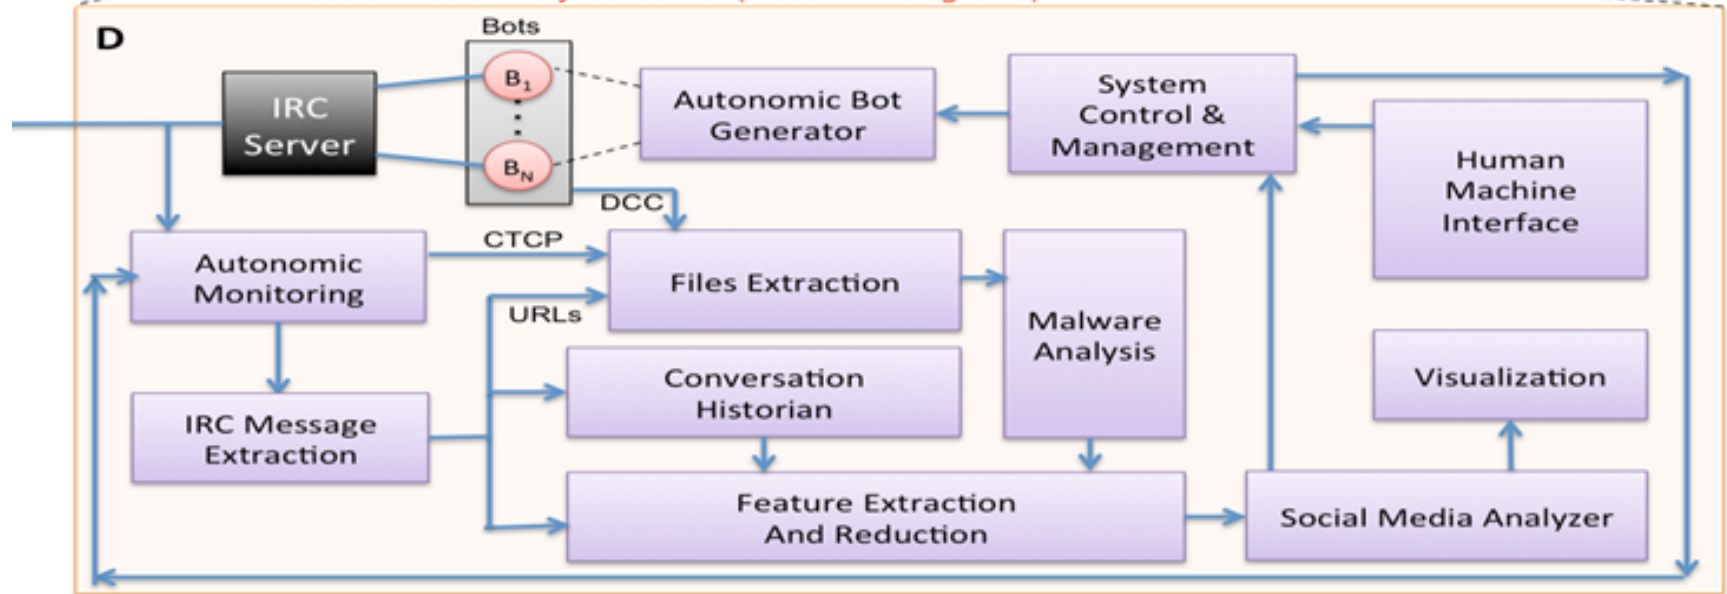 D
Bots
IRC
Server
B1
BN
Autonomic Bot
Generator
System
Control &
Management
Human
Machine
Interface
DCC
CTCP
Autonomic
Monitoring
Files Extraction
URLs
Malware
Analysis
Conversation
Historian
Visualization
IRC Message
Extraction
Feature Extraction
And Reduction
Social Media Analyzer